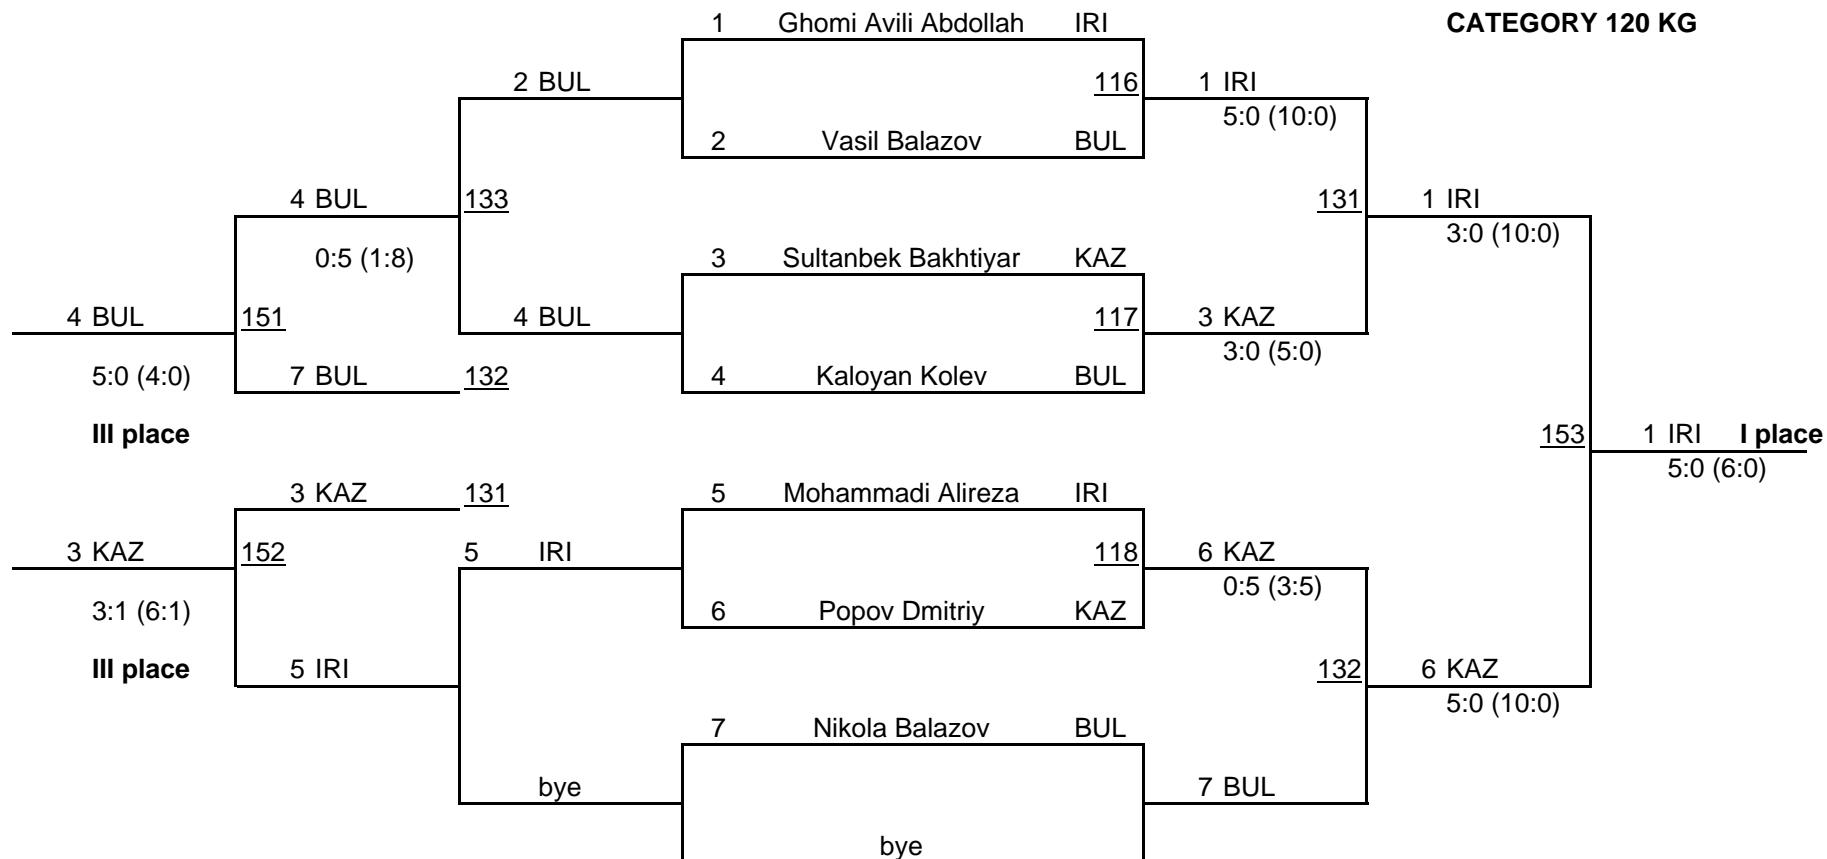 1 Ghomi Avili Abdollah IRI CATEGORY 120 KG
2 BUL 116 1 IRI
5:0 (10:0)
2 Vasil Balazov BUL
4 BUL 133 131 1 IRI
3:0 (10:0)
0:5 (1:8) 3 Sultanbek Bakhtiyar KAZ
4 BUL 151 4 BUL 117 3 KAZ
3:0 (5:0)
5:0 (4:0) 7 BUL 132 4 Kaloyan Kolev BUL
III place 153 1 IRI I place
5:0 (6:0)
3 KAZ 131 5 Mohammadi Alireza IRI
3 KAZ 152 5 IRI 118 6 KAZ
0:5 (3:5)
3:1 (6:1) 6 Popov Dmitriy KAZ
III place 5 IRI 132 6 KAZ
5:0 (10:0)
7 Nikola Balazov BUL
bye 7 BUL
bye